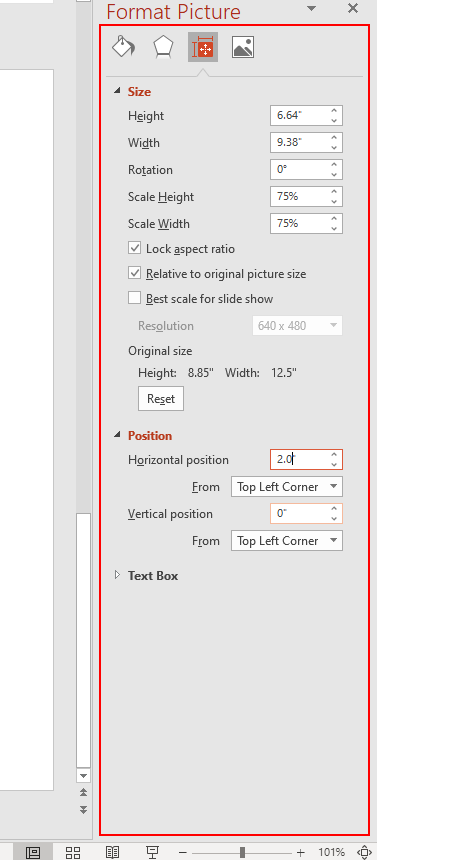 Format Picture
Size
Height 6.64"
Width 9.38"
Rotation 0°
Scale Height 75%
Scale Width 75%
Lock aspect ratio
Relative to original picture size
Best scale for slide show
Resolution 640 x 480
Original size
Height: 8.85" Width: 12.5"
Reset
Position
Horizontal position 2.0"
From Top Left Corner
Vertical position 0"
From Top Left Corner
Text Box
101%